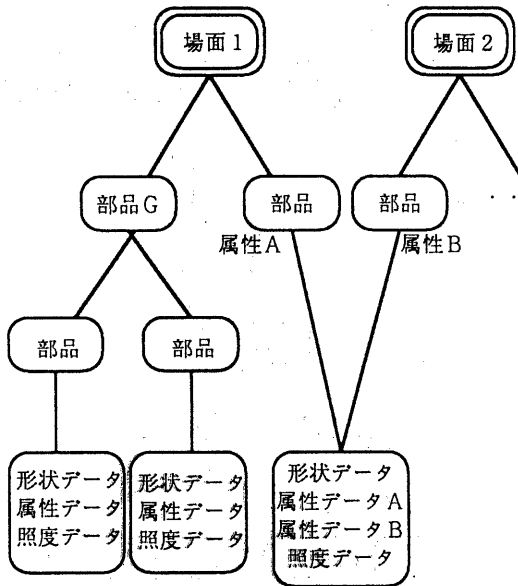 場面1
場面2
部品G
部品
部品
・・
属性A
属性B
部品
部品
形状データ
属性データ
照度データ
形状データ
属性データ
照度データ
形状データ
属性データA
属性データB
照度データ